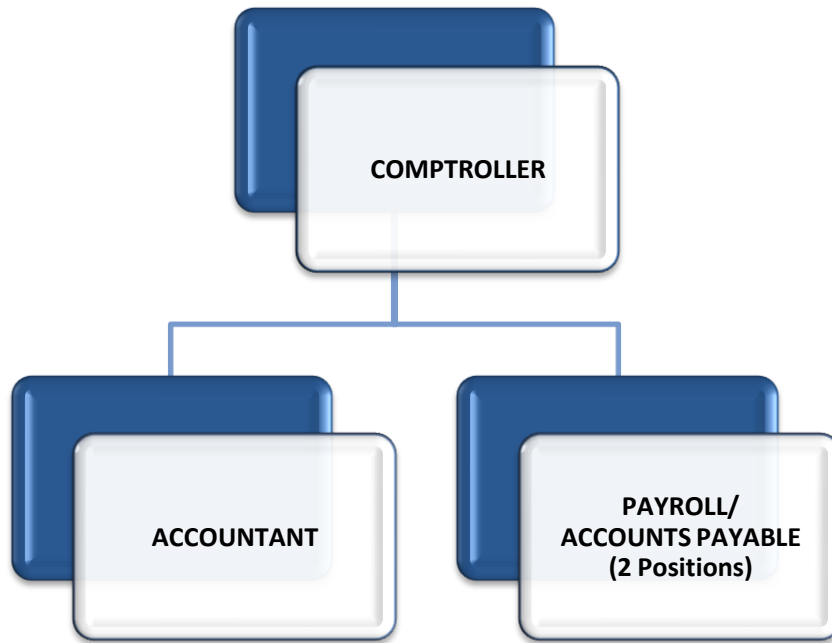 COMPTROLLER
ACCOUNTANT
PAYROLL/
ACCOUNTS PAYABLE
(2 Positions)